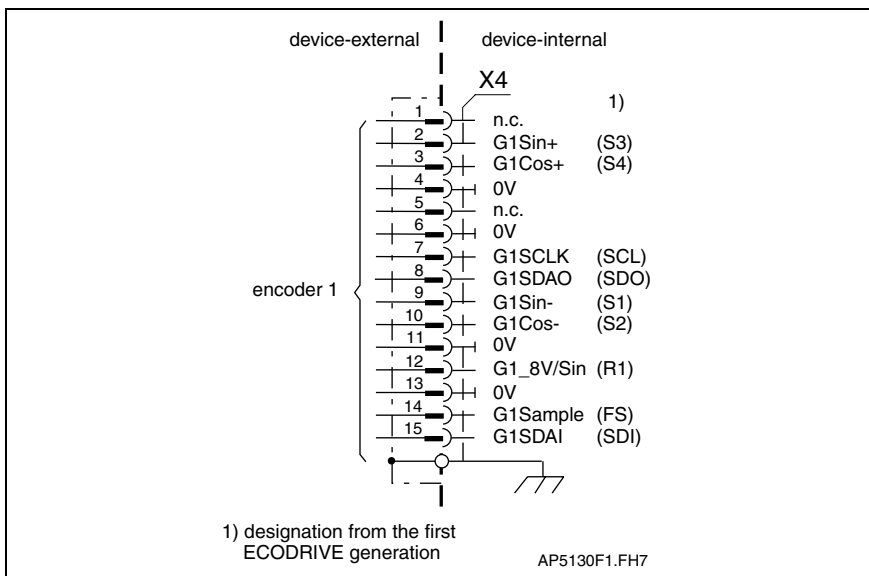 device-external device-internal
X4
1)
1 n.c.
2 G1Sin+ (S3)
3 G1Cos+ (S4)
4 0V
5 n.c.
6 0V
7 G1SCLK (SCL)
8 G1SDAO (SDO)
encoder 1
9 G1Sin- (S1)
10 G1Cos- (S2)
11 0V
12 G1_8V/Sin (R1)
13 0V
14 G1Sample (FS)
15 G1SDAI (SDI)
1) designation from the first
ECODRIVE generation
AP5130F1.FH7